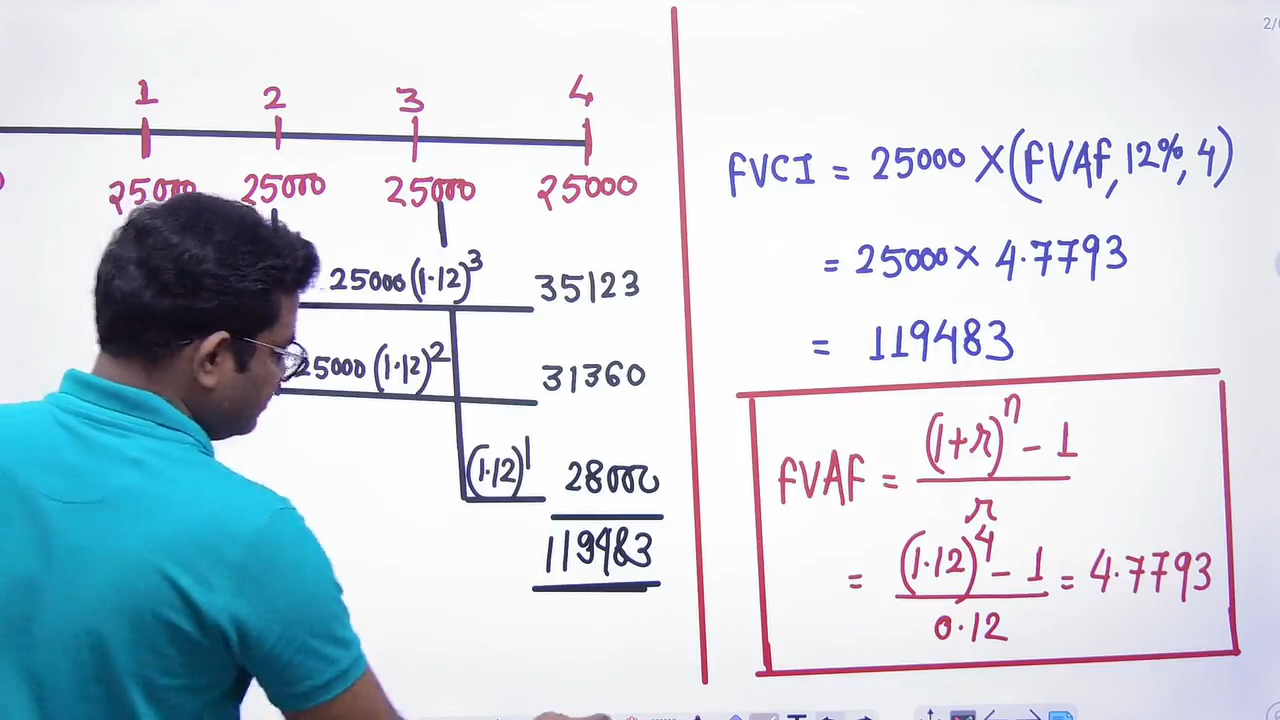 1 2 3 4
25000 25000 25000 25000
25000(1.12)^3 35123
25000(1.12)^2 31360
(1.12)^1 28000
119483
FVCI = 25000 X (FVAF, 12%, 4)
= 25000 x 4.7793
= 119483
FVAF = (1+r)^n - 1
r
= (1.12)^4 - 1 = 4.7793
0.12